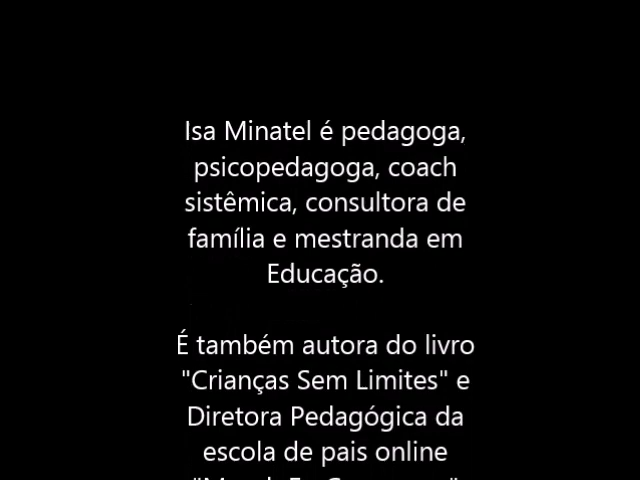 Isa Minatel é pedagoga,
psicopedagoga, coach
sistêmica, consultora de
família e mestranda em
Educação.
É também autora do livro
"Crianças Sem Limites" e
Diretora Pedagógica da
escola de pais online